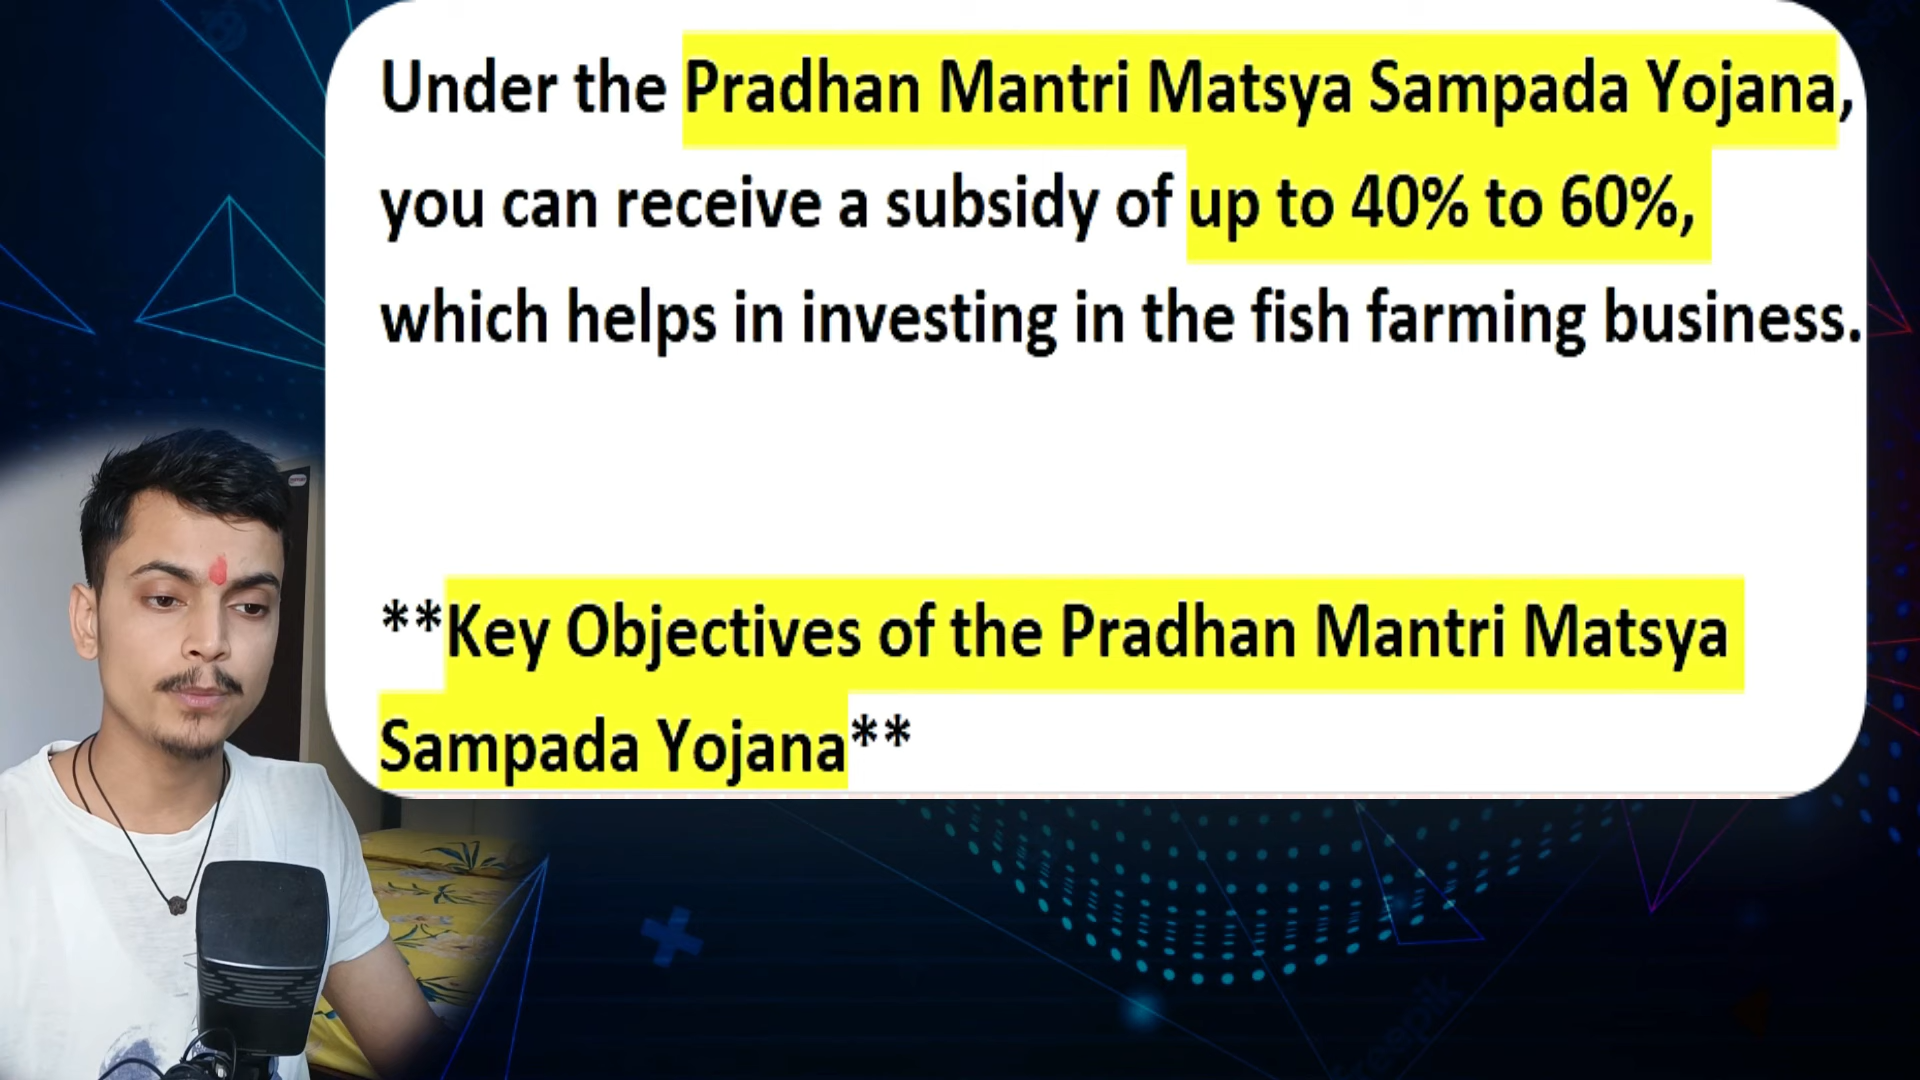 Under the Pradhan Mantri Matsya Sampada Yojana,
you can receive a subsidy of up to 40% to 60%,
which helps in investing in the fish farming business.
**Key Objectives of the Pradhan Mantri Matsya
Sampada Yojana**